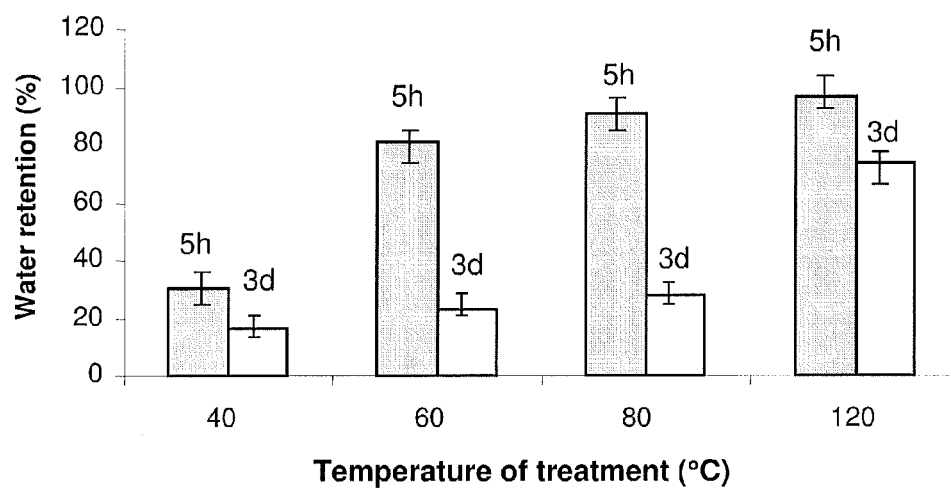 120
100
80
60
40
20
0
Water retention (%)
5h
3d
5h
3d
5h
3d
5h
3d
40
60
80
120
Temperature of treatment (°C)